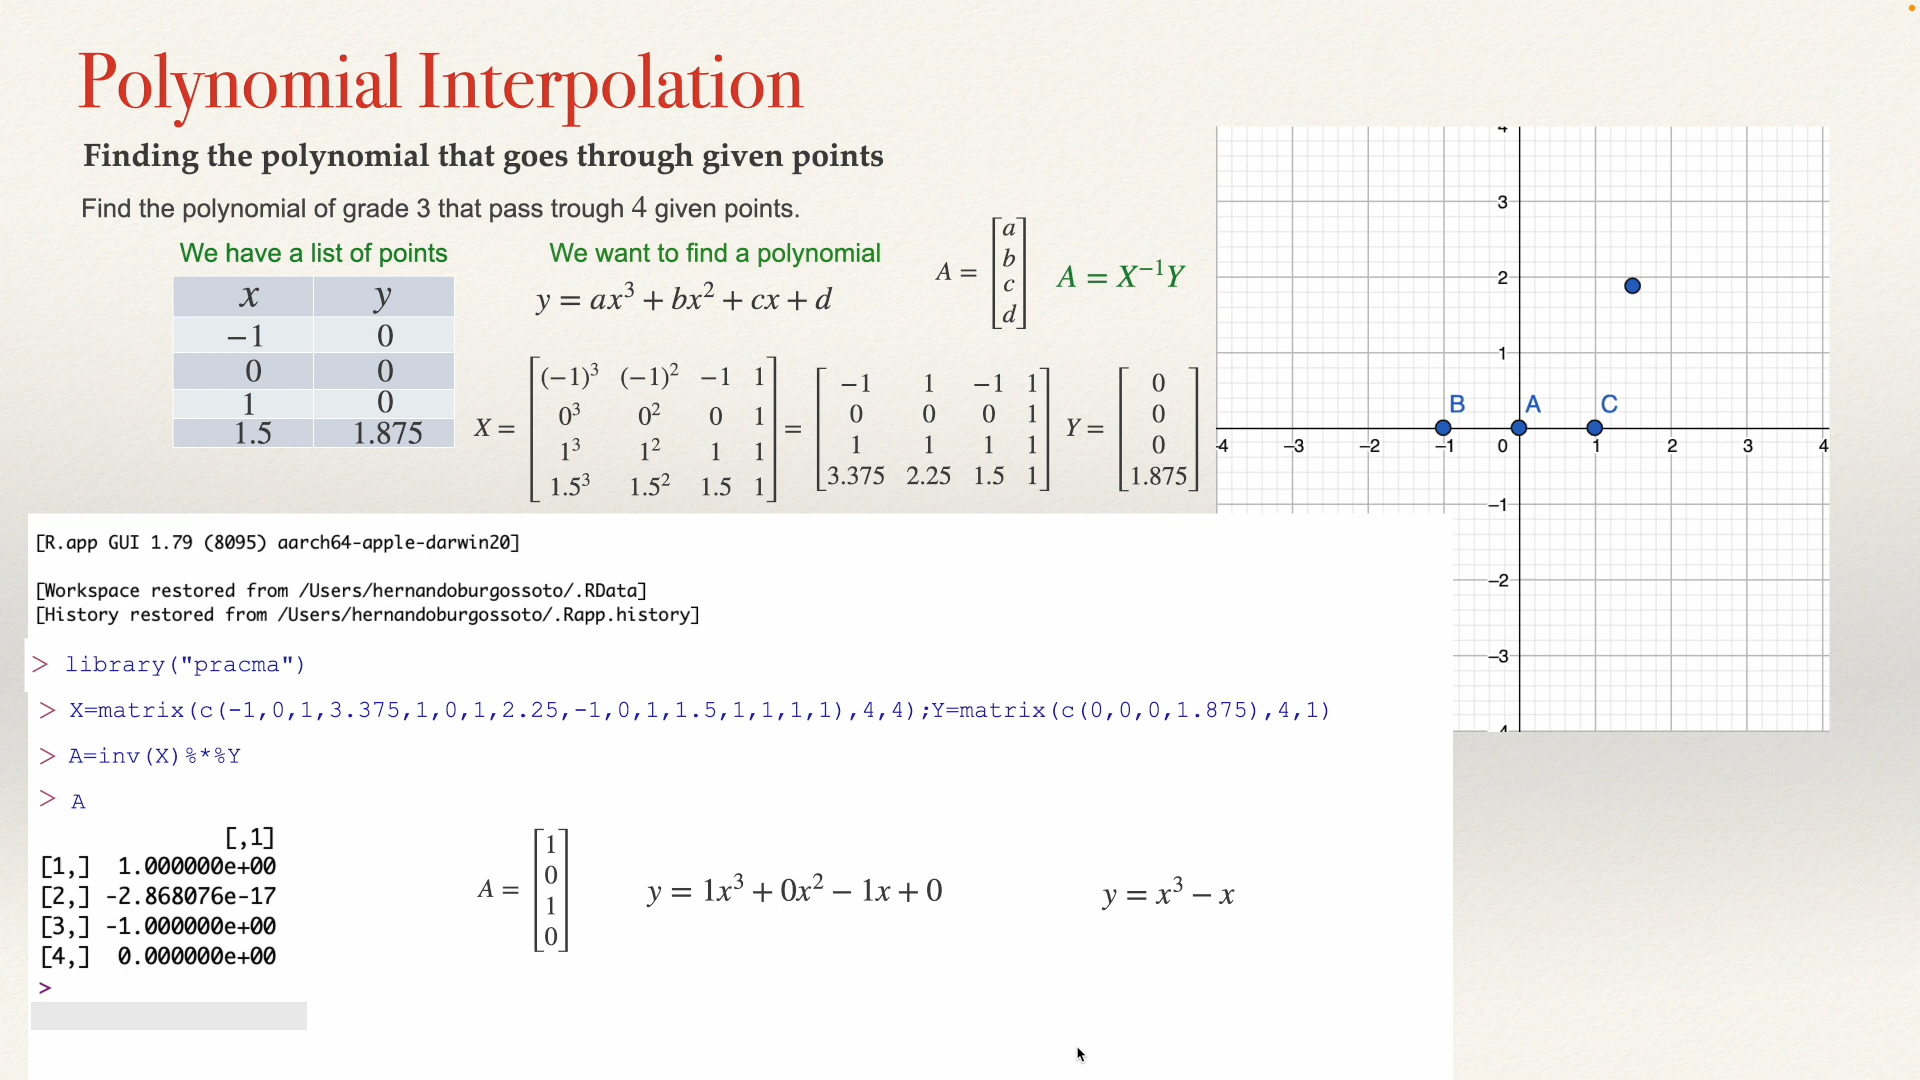 Polynomial Interpolation
Finding the polynomial that goes through given points
Find the polynomial of grade 3 that pass trough 4 given points.
We have a list of points
x y
−1 0
0 0
1 0
1.5 1.875
We want to find a polynomial
y = ax³ + bx² + cx + d
A = [a b c d]
A = X⁻¹Y
X =
(−1)³ (−1)² −1 1
0³ 0² 0 1
1³ 1² 1 1
1.5³ 1.5² 1.5 1
=
−1 1 −1 1
0 0 0 1
1 1 1 1
3.375 2.25 1.5 1
Y =
0
0
0
1.875
4
3
2
1
B A C
-4 −3 −2 −1 0 1 2 3 4
−1
−2
−3
−4
[R.app GUI 1.79 (8095) aarch64-apple-darwin20]
[Workspace restored from /Users/hernandoburgossoto/.RData]
[History restored from /Users/hernandoburgossoto/.Rapp.history]
> library("pracma")
> X=matrix(c(-1,0,1,3.375,1,0,1,2.25,-1,0,1,1.5,1,1,1,1),4,4);Y=matrix(c(0,0,0,1.875),4,1)
> A=inv(X)%*%Y
> A
[,1]
[1,] 1.000000e+00
[2,] -2.868076e-17
[3,] -1.000000e+00
[4,] 0.000000e+00
>
A = [1 0 1 0]
y = 1x³ + 0x² − 1x + 0
y = x³ − x